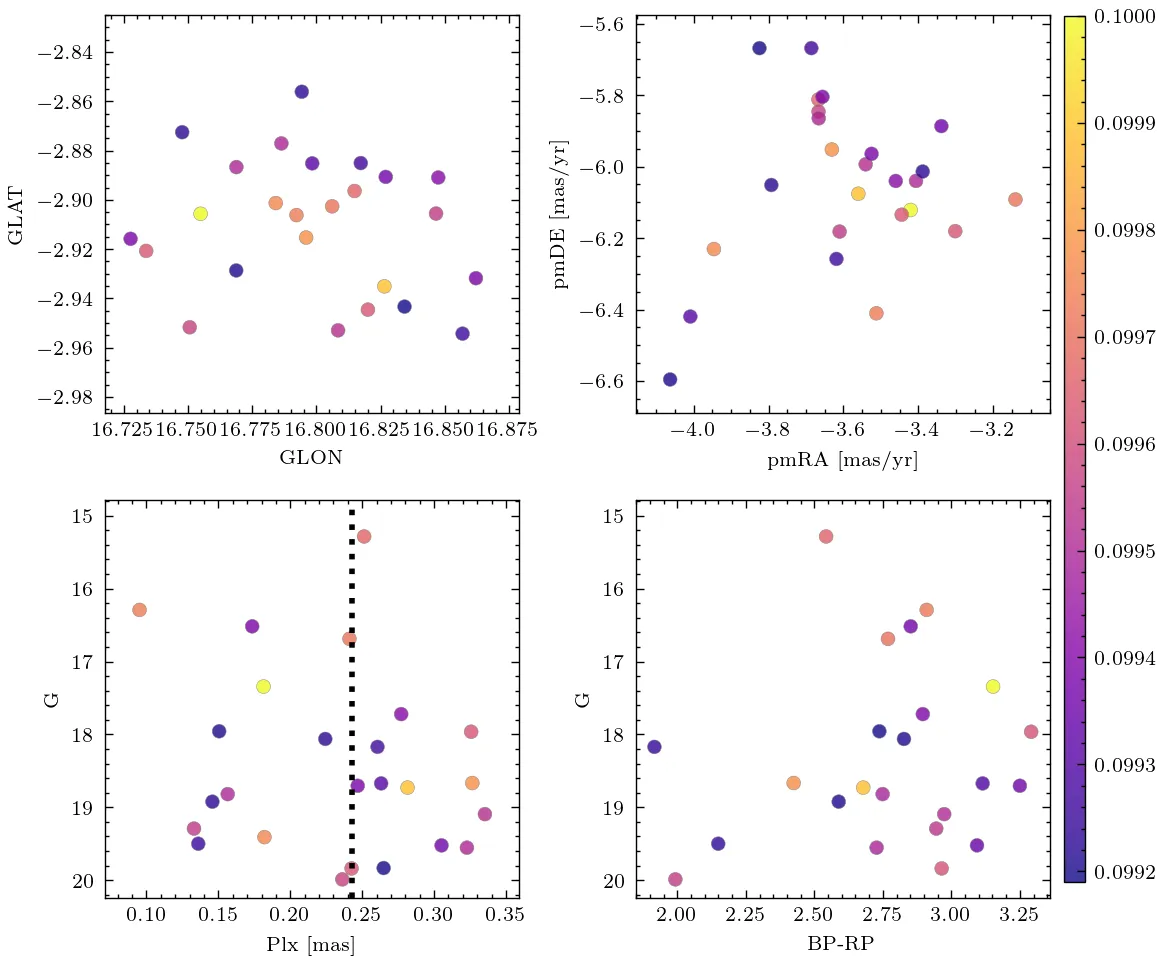 −2.84
−2.86
−2.88
−2.90
−2.92
−2.94
−2.96
−2.98
GLAT
16.725 16.750 16.775 16.800 16.825 16.850 16.875
GLON
−5.6
−5.8
−6.0
−6.2
−6.4
−6.6
pmDE [mas/yr]
−4.0 −3.8 −3.6 −3.4 −3.2
pmRA [mas/yr]
15
16
17
18
19
20
G
0.10 0.15 0.20 0.25 0.30 0.35
Plx [mas]
15
16
17
18
19
20
G
2.00 2.25 2.50 2.75 3.00 3.25
BP-RP
0.1000
0.0999
0.0998
0.0997
0.0996
0.0995
0.0994
0.0993
0.0992